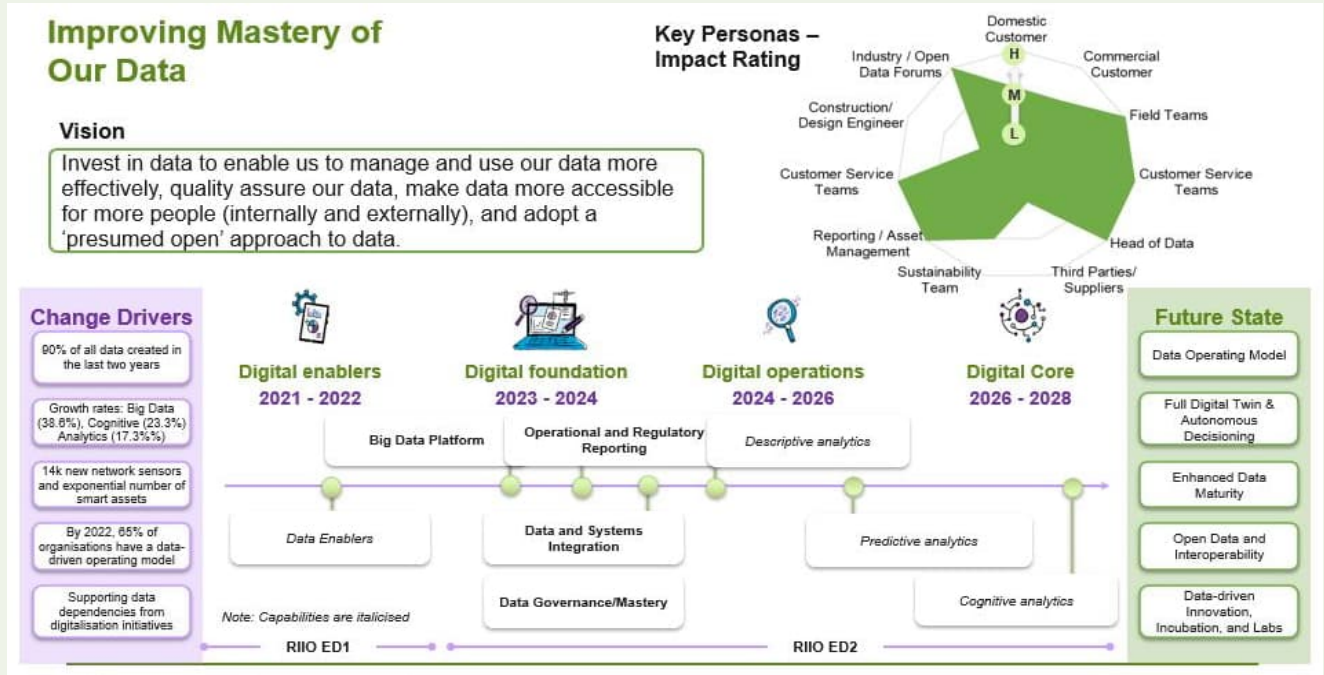 Improving Mastery of
Our Data
Vision
Invest in data to enable us to manage and use our data more
effectively, quality assure our data, make data more accessible
for more people (internally and externally), and adopt a
‘presumed open’ approach to data.
Key Personas –
Impact Rating
Domestic
Customer
Commercial
Customer
Field Teams
Customer Service
Teams
Head of Data
Third Parties/
Suppliers
Sustainability
Team
Reporting / Asset
Management
Customer Service
Teams
Construction/
Design Engineer
Industry / Open
Data Forums
H
M
L
Change Drivers
90% of all data created in
the last two years
Growth rates: Big Data
(38.6%), Cognitive (23.3%)
Analytics (17.3%%)
14k new network sensors
and exponential number of
smart assets
By 2022, 65% of
organisations have a data-
driven operating model
Supporting data
dependencies from
digitalisation initiatives
Digital enablers
2021 - 2022
Digital foundation
2023 - 2024
Digital operations
2024 - 2026
Digital Core
2026 - 2028
Big Data Platform
Operational and Regulatory
Reporting
Descriptive analytics
Data Enablers
Data and Systems
Integration
Predictive analytics
Data Governance/Mastery
Cognitive analytics
Note: Capabilities are italicised
RIIO ED1
RIIO ED2
Future State
Data Operating Model
Full Digital Twin &
Autonomous
Decisioning
Enhanced Data
Maturity
Open Data and
Interoperability
Data-driven
Innovation,
Incubation, and Labs